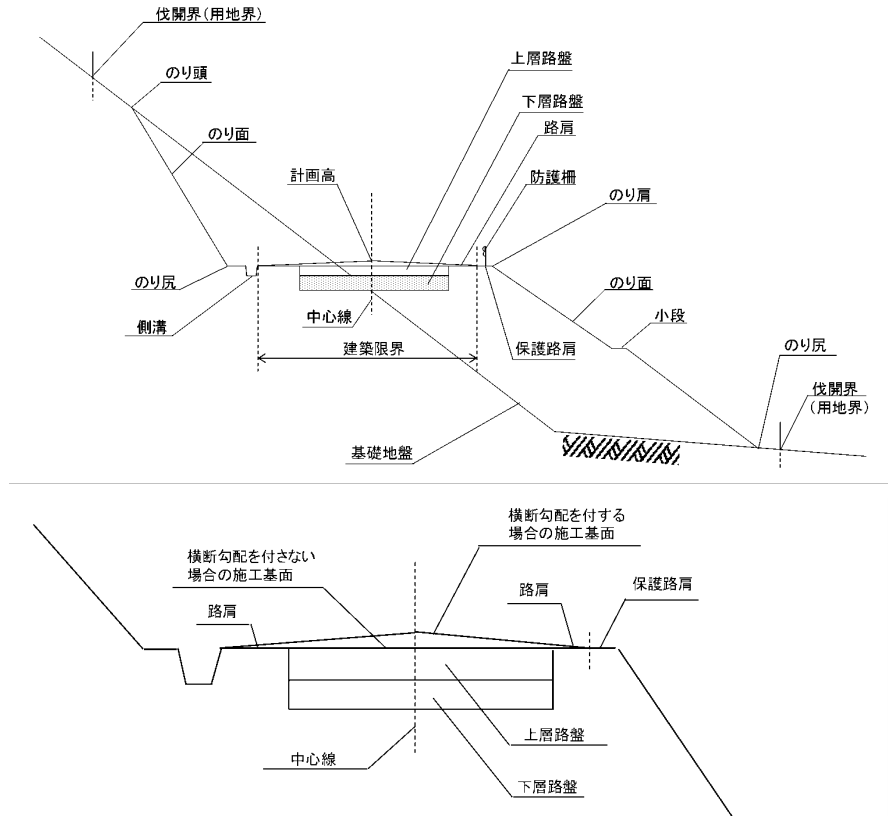 伐開界(用地界)
のり頭
のり面
計画高
上層路盤
下層路盤
路肩
防護柵
のり肩
のり尻
側溝
中心線
建築限界
保護路肩
のり面
小段
のり尻
伐開界
(用地界)
基礎地盤
横断勾配を付する
場合の施工基面
横断勾配を付さない
場合の施工基面
路肩
路肩
保護路肩
上層路盤
中心線
下層路盤